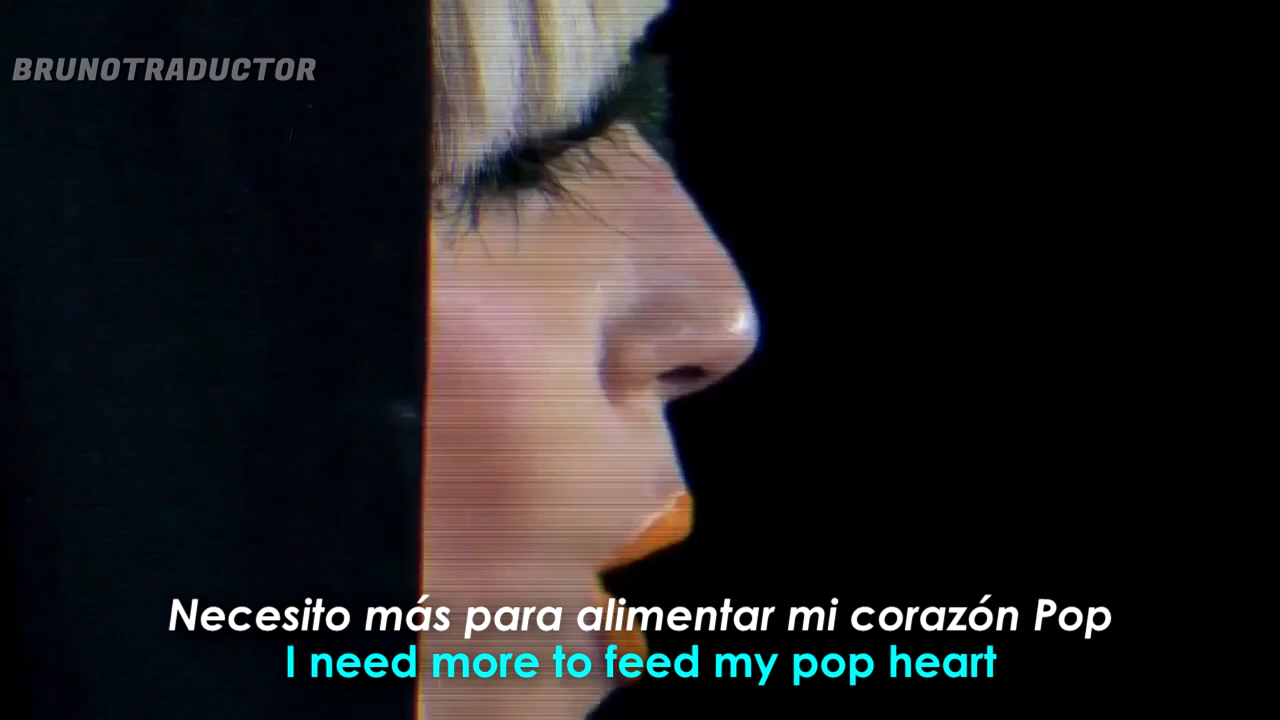 BRUNOTRADUCTOR
Necesito más para alimentar mi corazón Pop
I need more to feed my pop heart